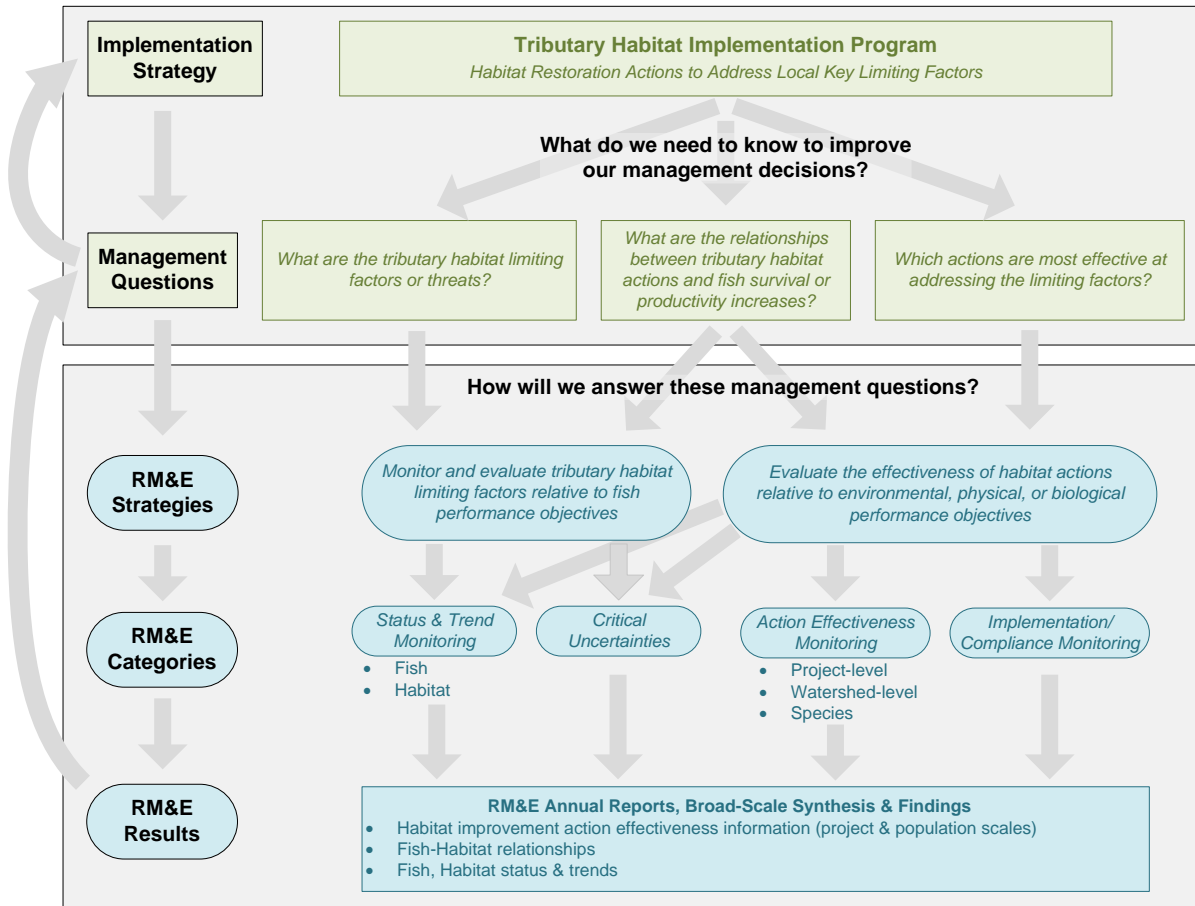 Implementation
Strategy
Tributary Habitat Implementation Program
Habitat Restoration Actions to Address Local Key Limiting Factors
What do we need to know to improve
our management decisions?
Management
Questions
What are the tributary habitat limiting
factors or threats?
What are the relationships
between tributary habitat
actions and fish survival or
productivity increases?
Which actions are most effective at
addressing the limiting factors?
How will we answer these management questions?
RM&E
Strategies
Monitor and evaluate tributary habitat
limiting factors relative to fish
performance objectives
Evaluate the effectiveness of habitat actions
relative to environmental, physical, or biological
performance objectives
RM&E
Categories
Status & Trend
Monitoring
• Fish
• Habitat
Critical
Uncertainties
Action Effectiveness
Monitoring
• Project-level
• Watershed-level
• Species
Implementation/
Compliance Monitoring
RM&E
Results
RM&E Annual Reports, Broad-Scale Synthesis & Findings
• Habitat improvement action effectiveness information (project & population scales)
• Fish-Habitat relationships
• Fish, Habitat status & trends